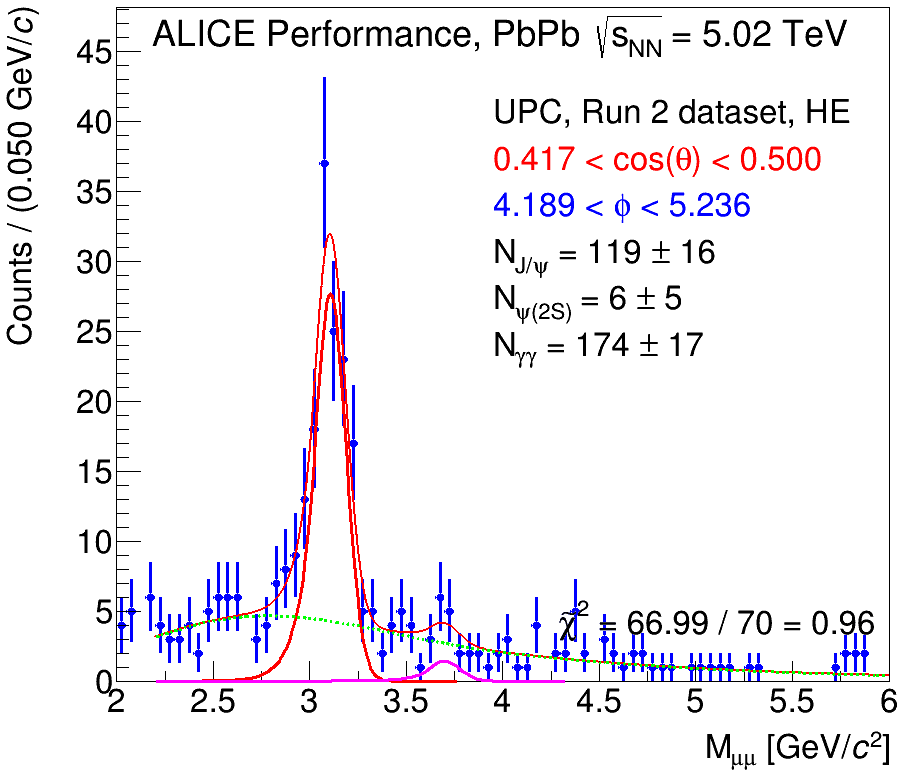 ALICE Performance, PbPb √sNN = 5.02 TeV
UPC, Run 2 dataset, HE
0.417 < cos(θ) < 0.500
4.189 < ϕ < 5.236
NJ/ψ = 119 ± 16
Nψ(2S) = 6 ± 5
Nγγ = 174 ± 17
χ̃² = 66.99 / 70 = 0.96
Counts / (0.050 GeV/c)
45
40
35
30
25
20
15
10
5
0
2 2.5 3 3.5 4 4.5 5 5.5 6
Mμμ [GeV/c²]